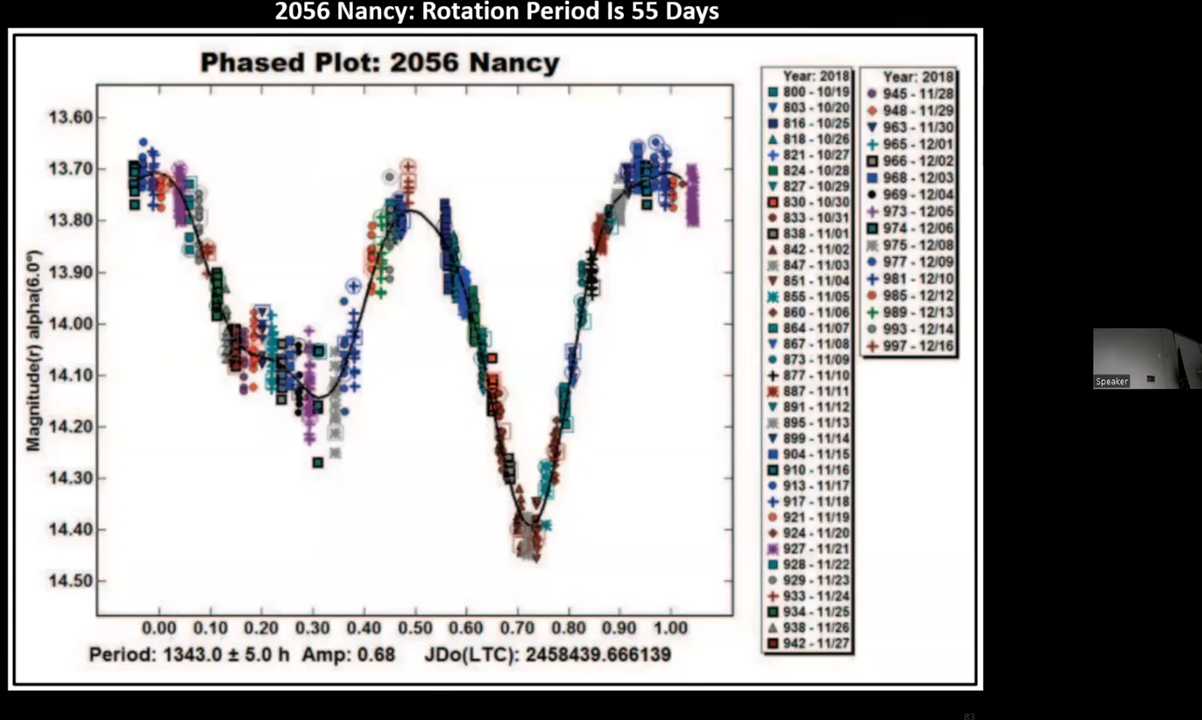 2056 Nancy: Rotation Period Is 55 Days
Phased Plot: 2056 Nancy
Magnitude(r) alpha(6.0°)
13.60
13.70
13.80
13.90
14.00
14.10
14.20
14.30
14.40
14.50
0.00 0.10 0.20 0.30 0.40 0.50 0.60 0.70 0.80 0.90 1.00
Period: 1343.0 ± 5.0 h Amp: 0.68 JDo(LTC): 2458439.666139
Year: 2018
800 - 10/19
803 - 10/20
816 - 10/25
818 - 10/26
821 - 10/27
824 - 10/28
827 - 10/29
830 - 10/30
833 - 10/31
838 - 11/01
842 - 11/02
847 - 11/03
851 - 11/04
855 - 11/05
860 - 11/06
864 - 11/07
867 - 11/08
873 - 11/09
877 - 11/10
887 - 11/11
891 - 11/12
895 - 11/13
899 - 11/14
904 - 11/15
910 - 11/16
913 - 11/17
917 - 11/18
921 - 11/19
924 - 11/20
927 - 11/21
928 - 11/22
929 - 11/23
933 - 11/24
934 - 11/25
938 - 11/26
942 - 11/27
Year: 2018
945 - 11/28
948 - 11/29
963 - 11/30
965 - 12/01
966 - 12/02
968 - 12/03
969 - 12/04
973 - 12/05
974 - 12/06
975 - 12/08
977 - 12/09
981 - 12/10
985 - 12/12
989 - 12/13
993 - 12/14
997 - 12/16
Speaker
83